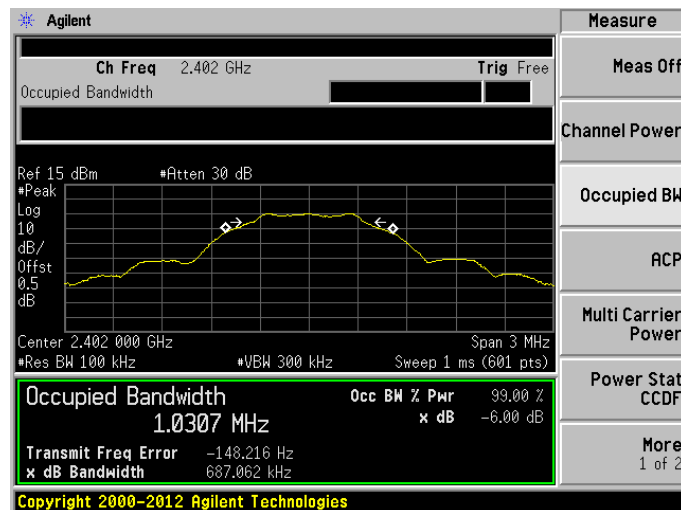 Agilent
Measure
Ch Freq 2.402 GHz Trig Free
Occupied Bandwidth
Meas Off
Channel Power
Occupied BW
ACP
Multi Carrier
Power
Power Stat
CCDF
More
1 of 2
Ref 15 dBm #Atten 30 dB
#Peak
Log
10
dB/
Offst
0.5
dB
Center 2.402 000 GHz Span 3 MHz
#Res BW 100 kHz #VBW 300 kHz Sweep 1 ms (601 pts)
Occupied Bandwidth
1.0307 MHz
Occ BW % Pwr 99.00 %
x dB -6.00 dB
Transmit Freq Error -148.216 Hz
x dB Bandwidth 687.062 kHz
Copyright 2000-2012 Agilent Technologies